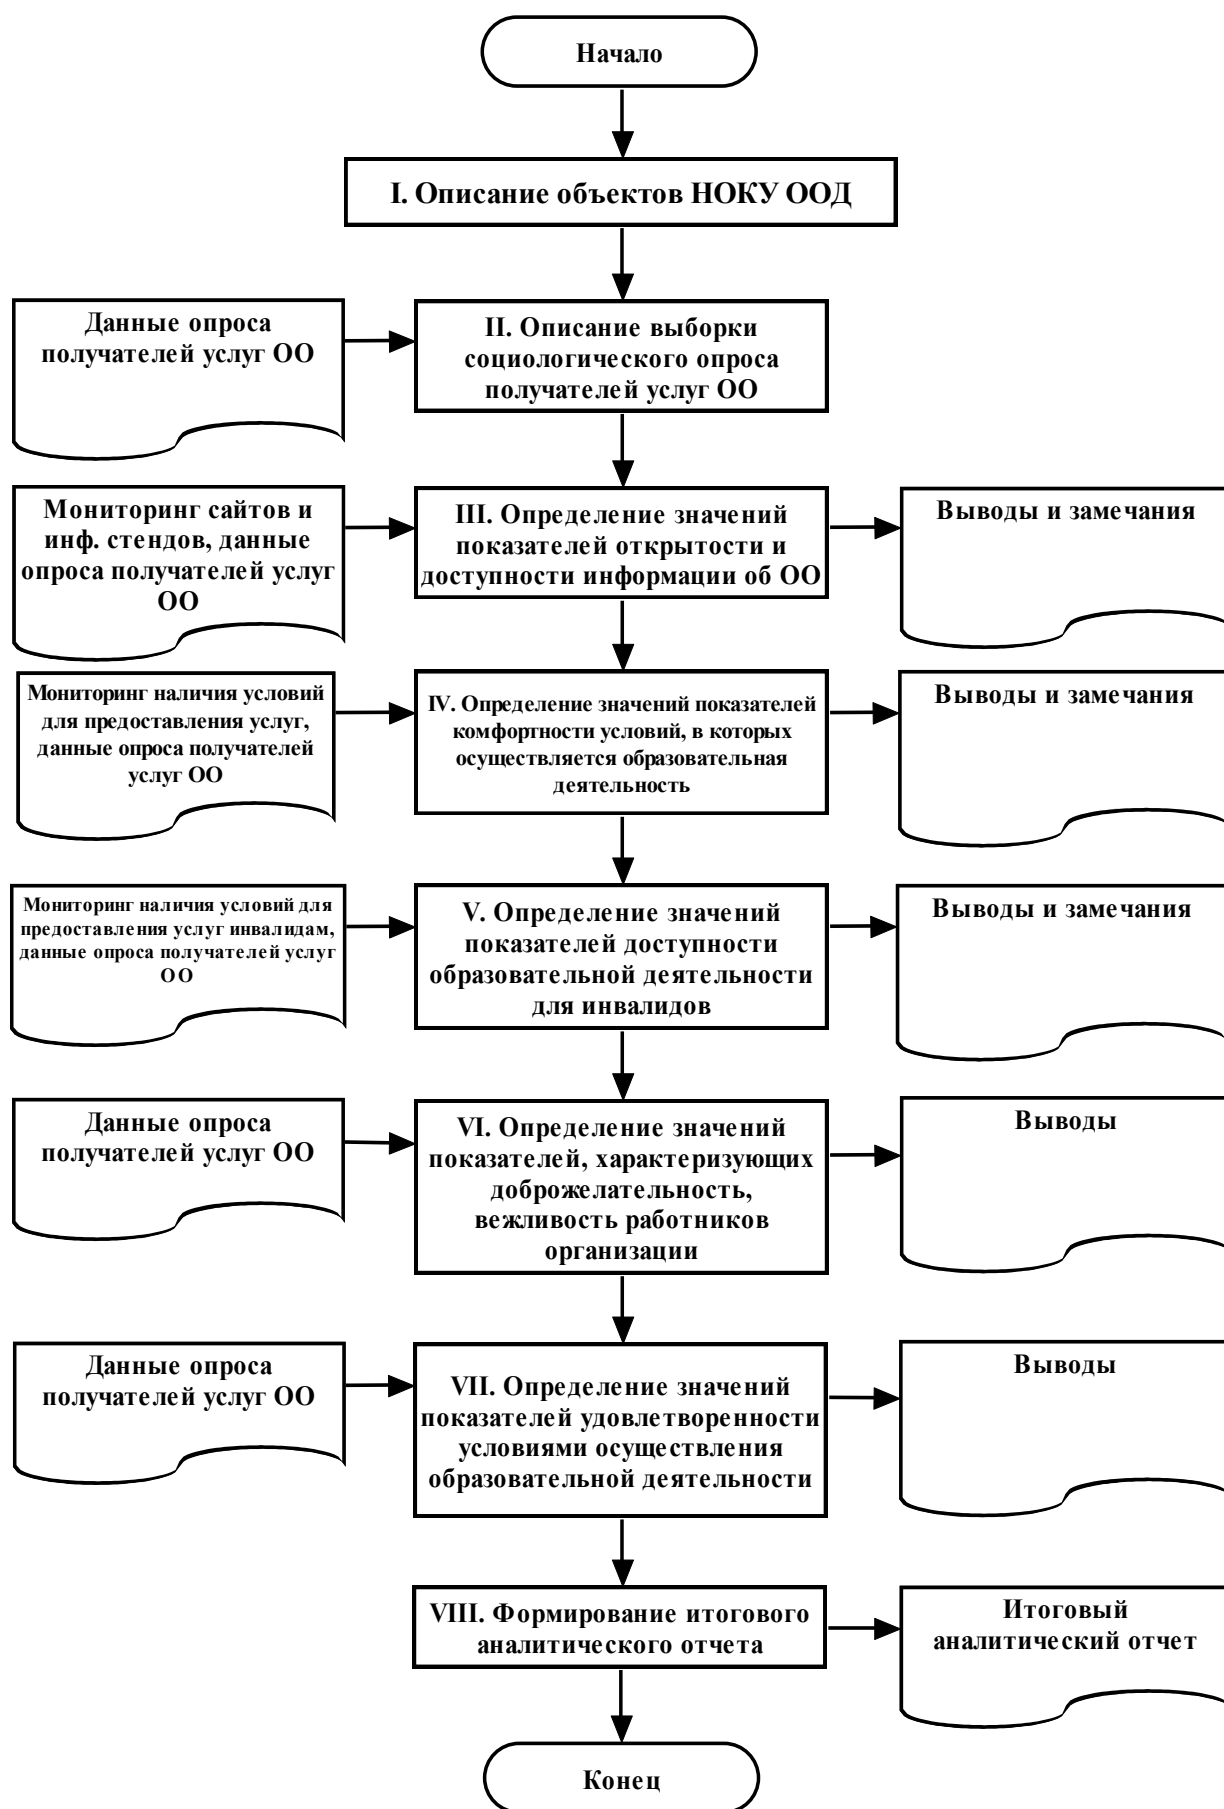 Начало
I. Описание объектов НОКУ ООД
Данные опроса
получателей услуг ОО
II. Описание выборки
социологического опроса
получателей услуг ОО
Мониторинг сайтов и
инф. стендов, данные
опроса получателей услуг
ОО
III. Определение значений
показателей открытости и
доступности информации об ОО
Выводы и замечания
Мониторинг наличия условий
для предоставления услуг,
данные опроса получателей
услуг ОО
IV. Определение значений показателей
комфортности условий, в которых
осуществляется образовательная
деятельность
Выводы и замечания
Мониторинг наличия условий для
предоставления услуг инвалидам,
данные опроса получателей услуг
ОО
V. Определение значений
показателей доступности
образовательной деятельности
для инвалидов
Выводы и замечания
Данные опроса
получателей услуг ОО
VI. Определение значений
показателей, характеризующих
доброжелательность,
вежливость работников
организации
Выводы
Данные опроса
получателей услуг ОО
VII. Определение значений
показателей удовлетворенности
условиями осуществления
образовательной деятельности
Выводы
VIII. Формирование итогового
аналитического отчета
Итоговый
аналитический отчет
Конец